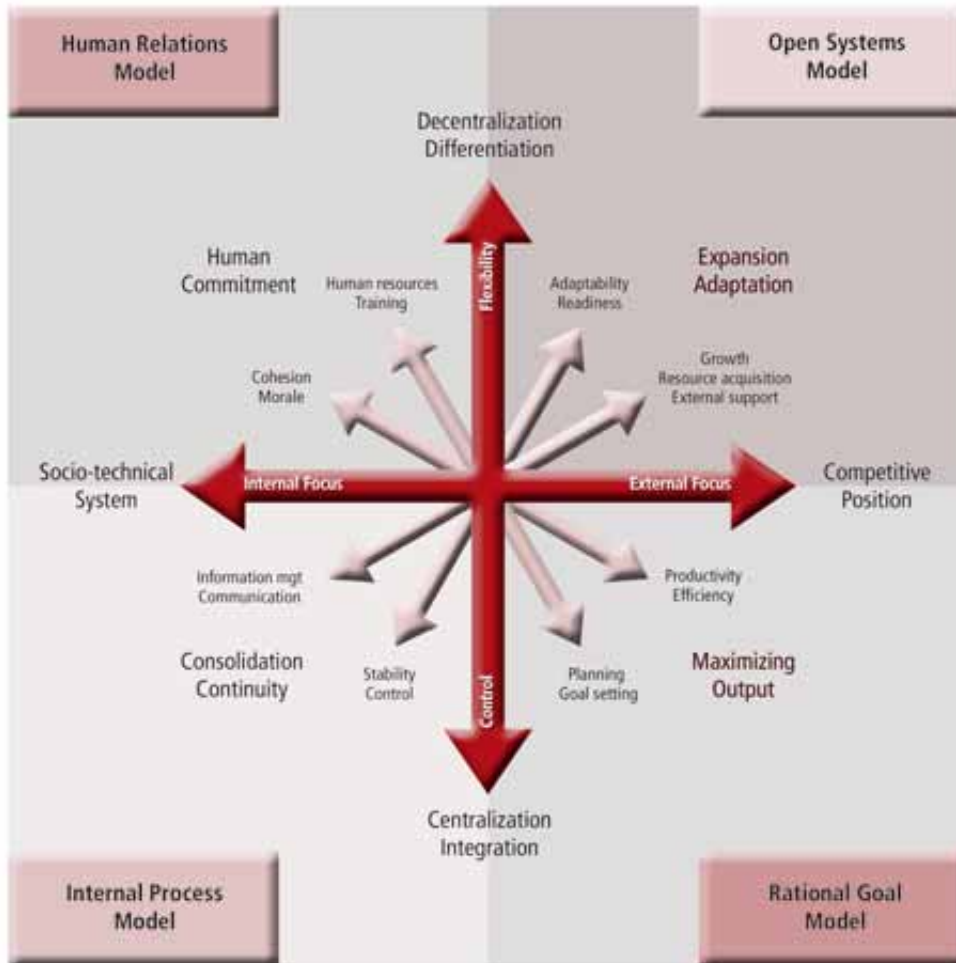 Human Relations
Model
Open Systems
Model
Decentralization
Differentiation
Flexibility
Human
Commitment
Human resources
Training
Adaptability
Readiness
Expansion
Adaptation
Cohesion
Morale
Growth
Resource acquisition
External support
Socio-technical
System
Internal Focus
External Focus
Competitive
Position
Information mgt
Communication
Productivity
Efficiency
Consolidation
Continuity
Stability
Control
Control
Planning
Goal setting
Maximizing
Output
Centralization
Integration
Internal Process
Model
Rational Goal
Model